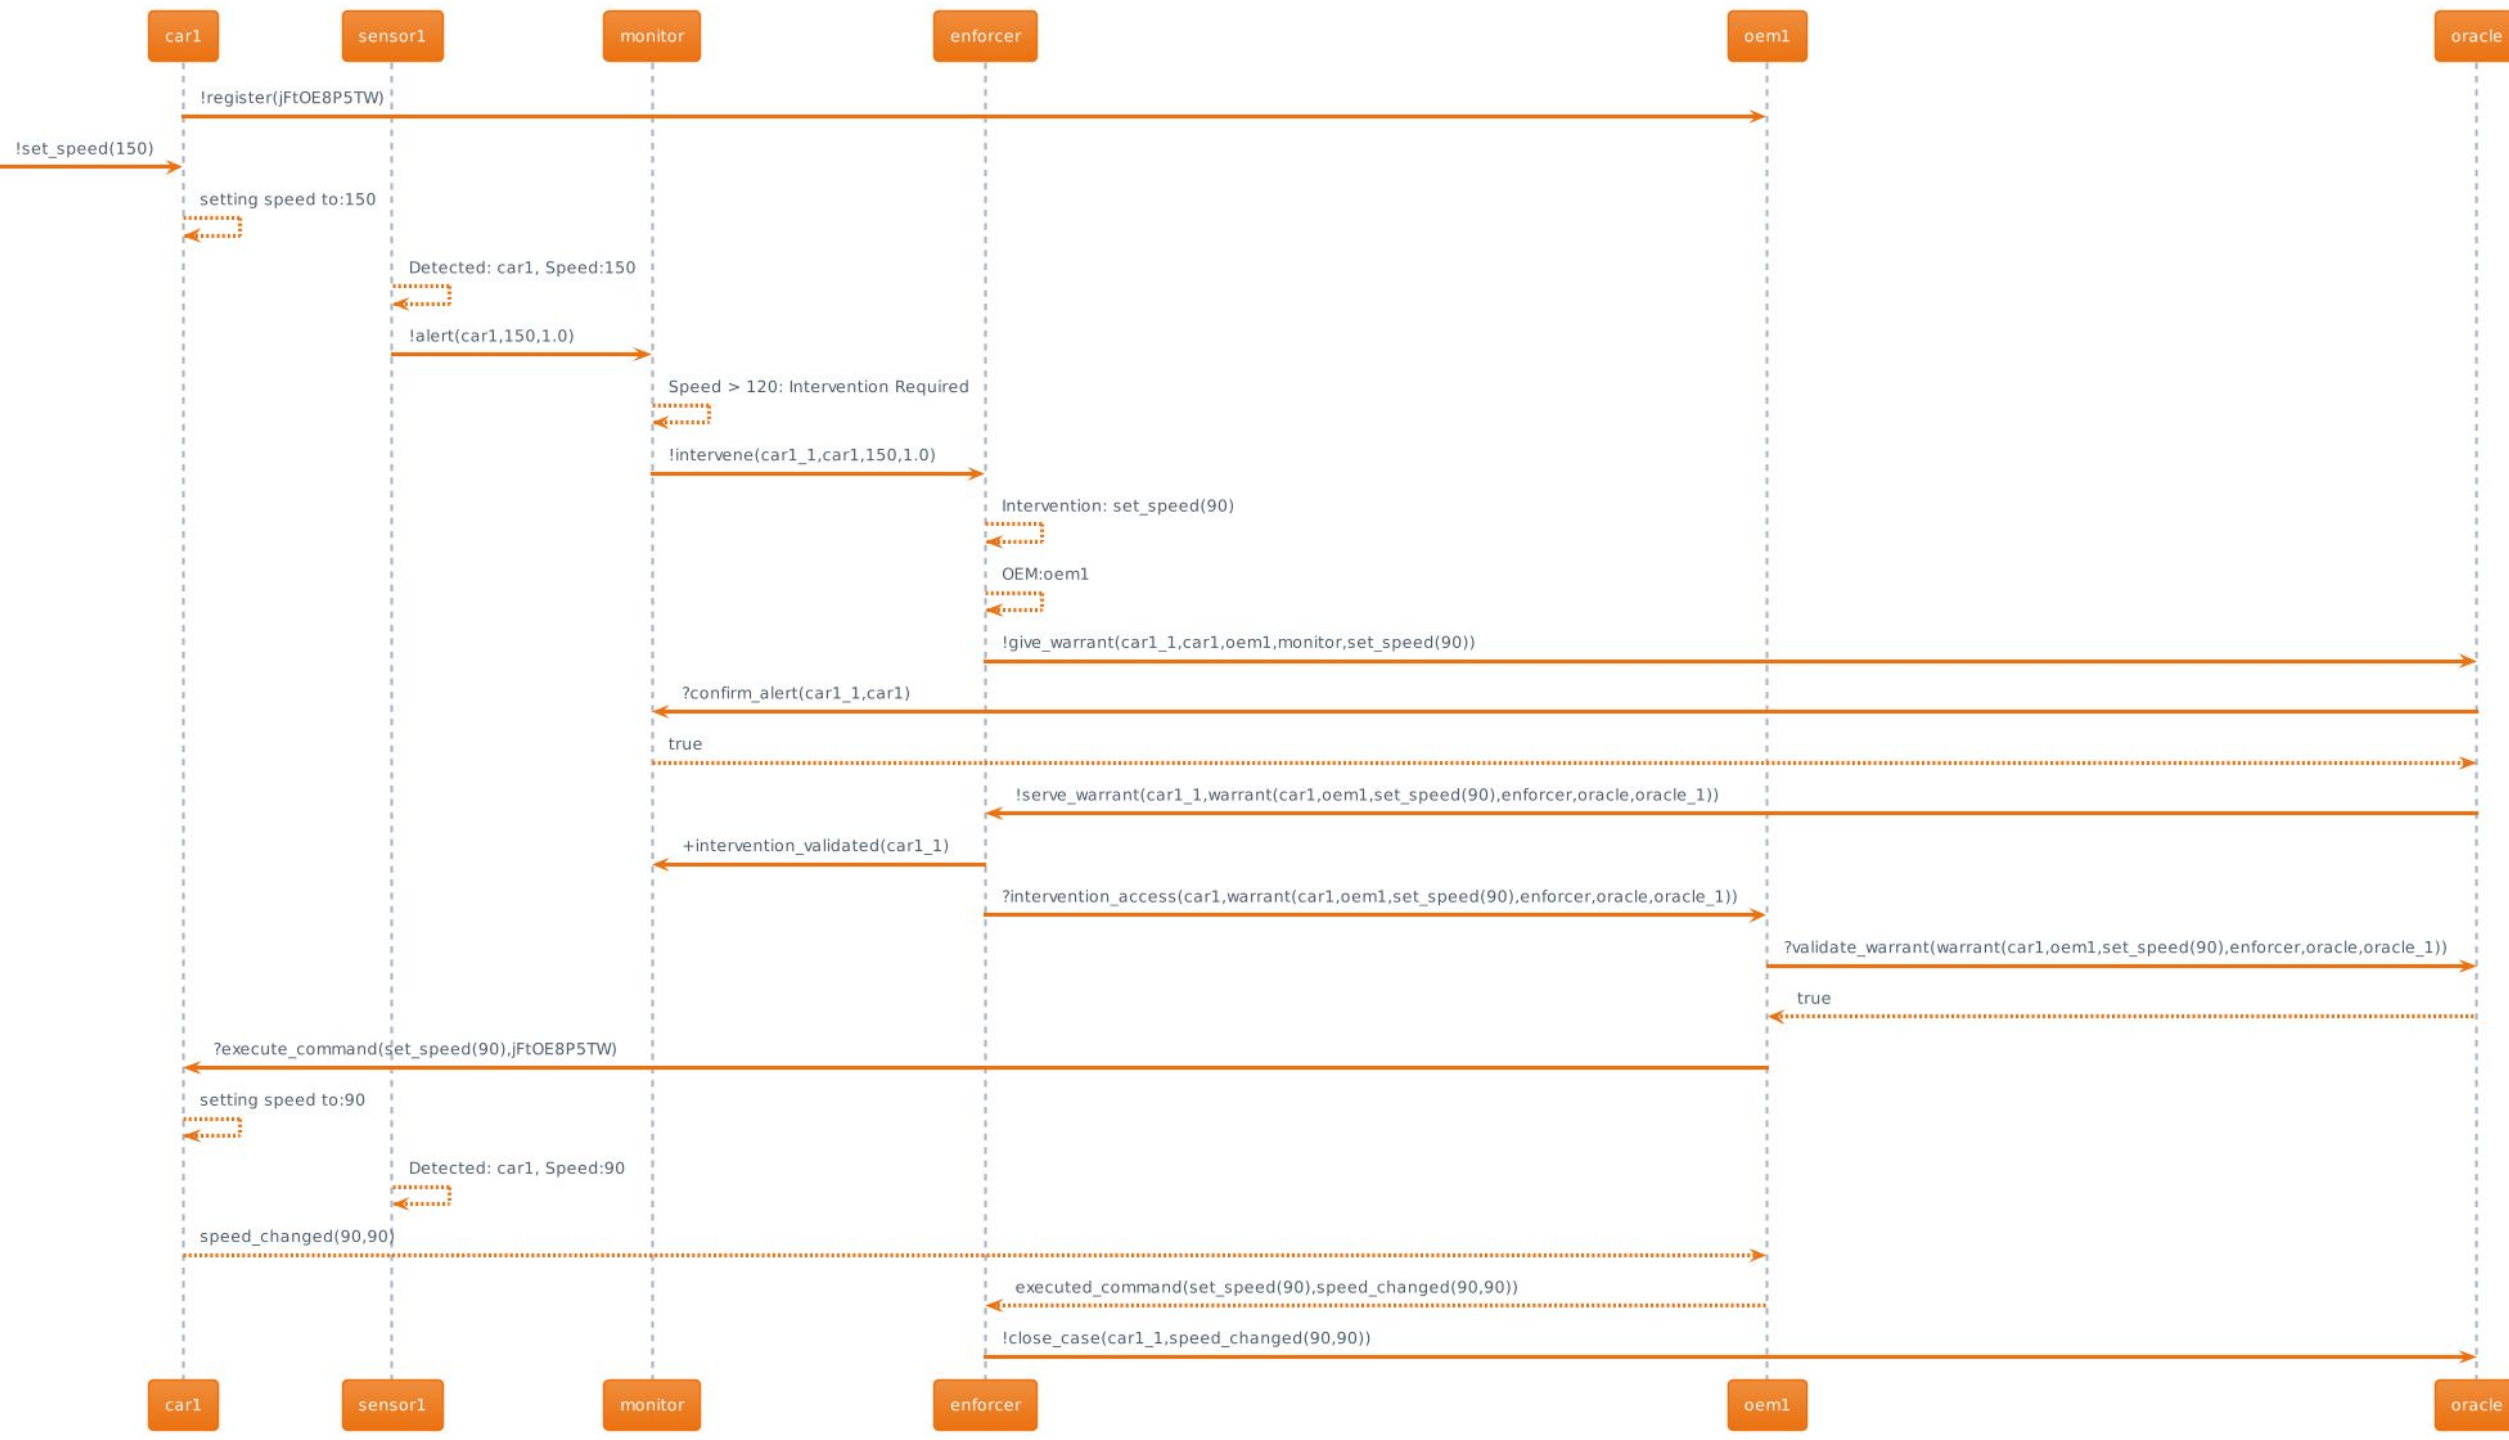 car1
sensor1
monitor
enforcer
oem1
oracle
!register(jFtOE8P5TW)
!set_speed(150)
setting speed to:150
Detected: car1, Speed:150
!alert(car1,150,1.0)
Speed > 120: Intervention Required
!intervene(car1_1,car1,150,1.0)
Intervention: set_speed(90)
OEM:oem1
!give_warrant(car1_1,car1,oem1,monitor,set_speed(90))
?confirm_alert(car1_1,car1)
true
!serve_warrant(car1_1,warrant(car1,oem1,set_speed(90),enforcer,oracle,oracle_1))
+intervention_validated(car1_1)
?intervention_access(car1,warrant(car1,oem1,set_speed(90),enforcer,oracle,oracle_1))
?validate_warrant(warrant(car1,oem1,set_speed(90),enforcer,oracle,oracle_1))
true
?execute_command(set_speed(90),jFtOE8P5TW)
setting speed to:90
Detected: car1, Speed:90
speed_changed(90,90)
executed_command(set_speed(90),speed_changed(90,90))
!close_case(car1_1,speed_changed(90,90))
car1
sensor1
monitor
enforcer
oem1
oracle